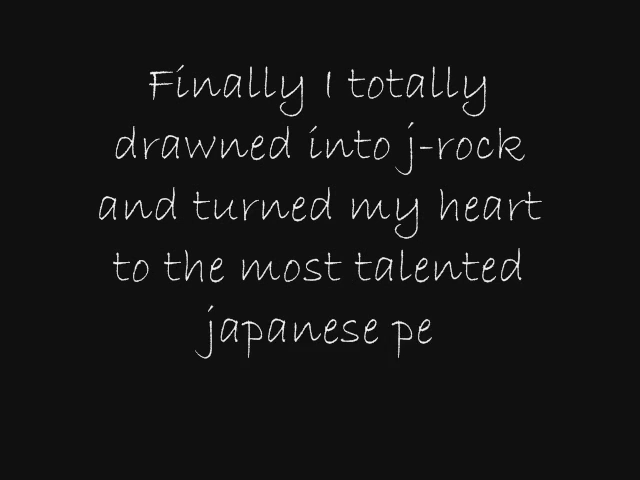 Finally I totally
drawned into j-rock
and turned my heart
to the most talented
japanese pe